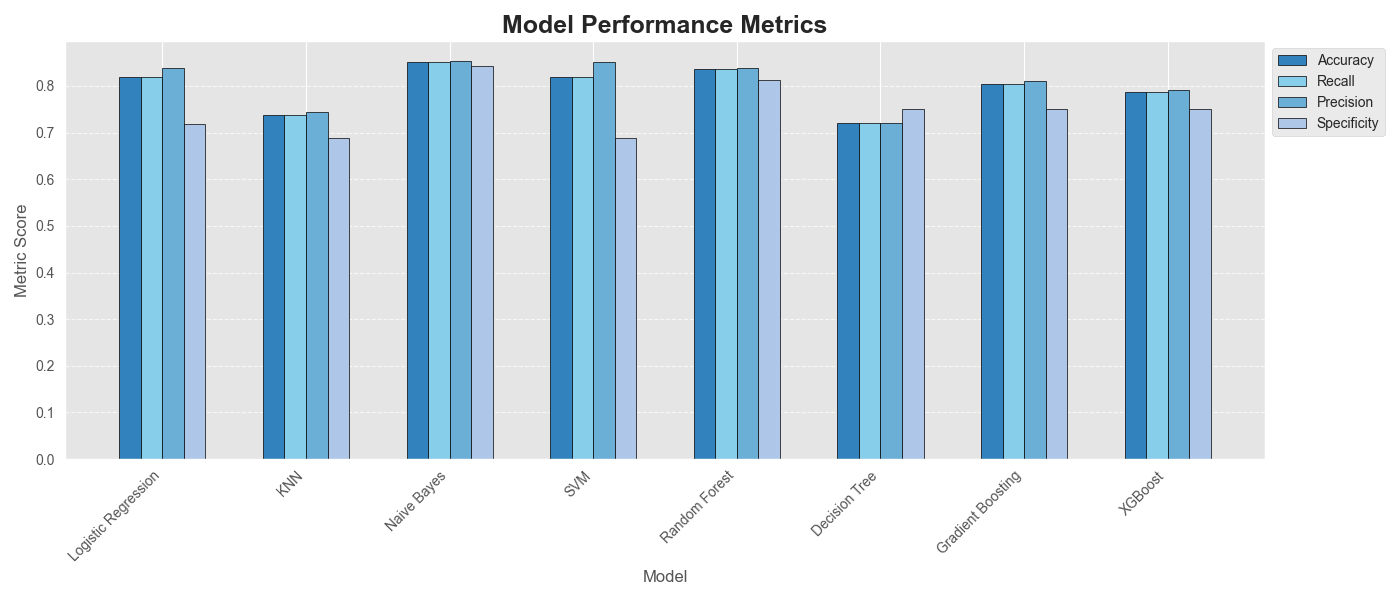 Model Performance Metrics
Accuracy
Recall
Precision
Specificity
Metric Score
0.8
0.7
0.6
0.5
0.4
0.3
0.2
0.1
0.0
Logistic Regression
KNN
Naive Bayes
SVM
Random Forest
Decision Tree
Gradient Boosting
XGBoost
Model